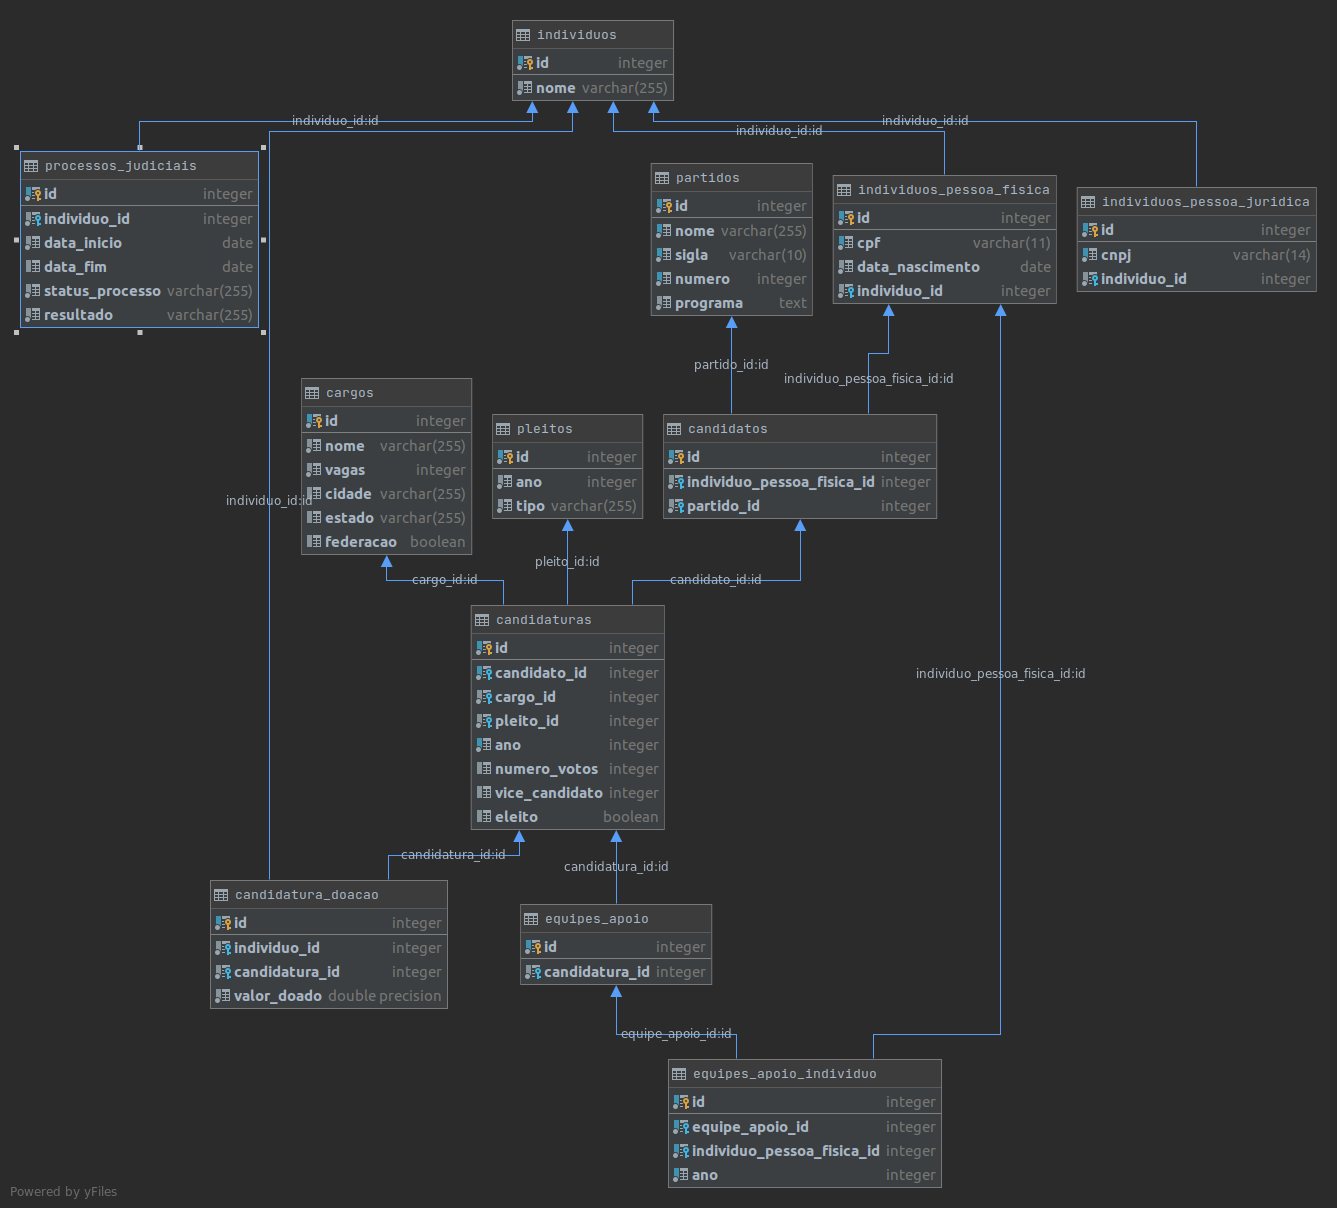 individuos
id integer
nome varchar(255)
individuo_id:id
individuo_id:id
individuo_id:id
processos_judiciais
id integer
individuo_id integer
data_inicio date
data_fim date
status_processo varchar(255)
resultado varchar(255)
partidos
id integer
nome varchar(255)
sigla varchar(10)
numero integer
programa text
individuos_pessoa_fisica
id integer
cpf varchar(11)
data_nascimento date
individuo_id integer
individuos_pessoa_juridica
id integer
cnpj varchar(14)
individuo_id integer
partido_id:id
individuo_pessoa_fisica_id:id
cargos
id integer
nome varchar(255)
vagas integer
cidade varchar(255)
estado varchar(255)
federacao boolean
individuo_id:id
pleitos
id integer
ano integer
tipo varchar(255)
candidatos
id integer
individuo_pessoa_fisica_id integer
partido_id integer
pleito_id:id
cargo_id:id
candidato_id:id
candidaturas
id integer
candidato_id integer
cargo_id integer
pleito_id integer
ano integer
numero_votos integer
vice_candidato integer
eleito boolean
individuo_pessoa_fisica_id:id
candidatura_id:id
candidatura_id:id
candidatura_doacao
id integer
individuo_id integer
candidatura_id integer
valor_doado double precision
equipes_apoio
id integer
candidatura_id integer
equipe_apoio_id:id
equipes_apoio_individuo
id integer
equipe_apoio_id integer
individuo_pessoa_fisica_id integer
ano integer
Powered by yFiles